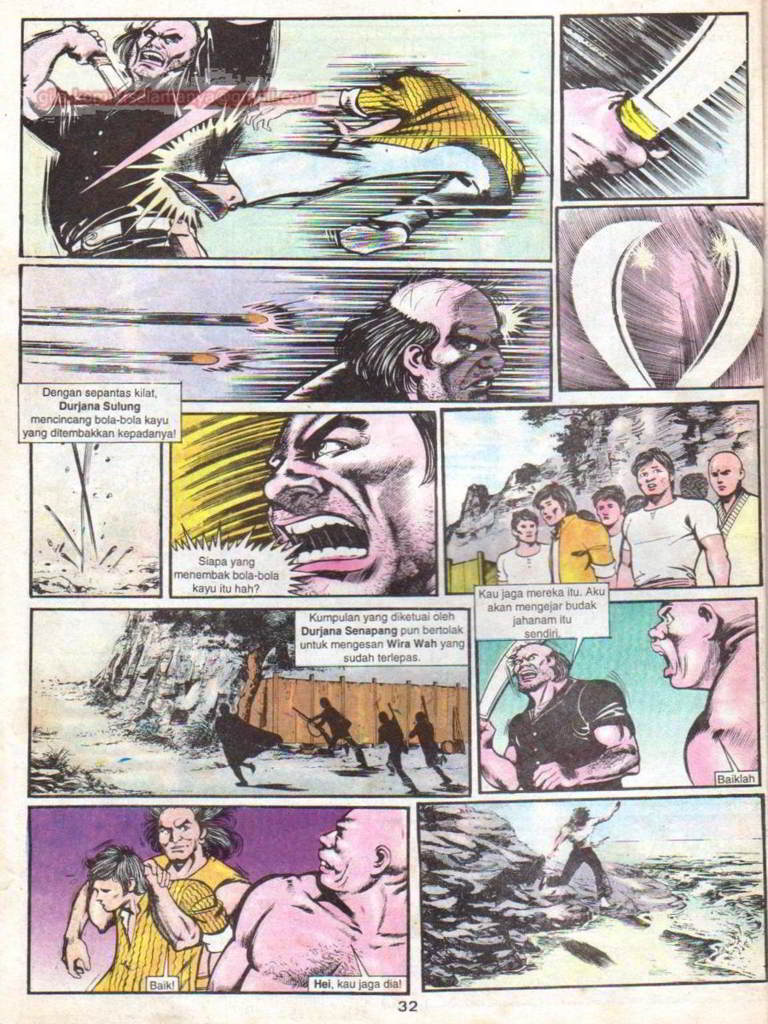 Dengan sepantas kilat,
Durjana Sulung
mencincang bola-bola kayu
yang ditembakkan kepadanya!
Siapa yang
menembak bola-bola
kayu itu hah?
Kumpulan yang diketuai oleh
Durjana Senapang pun bertolak
untuk mengesan Wira Wah yang
sudah terlepas.
Kau jaga mereka itu. Aku
akan mengejar budak
jahanam itu
sendiri.
Baiklah
Baik!
Hei, kau jaga dia!
32